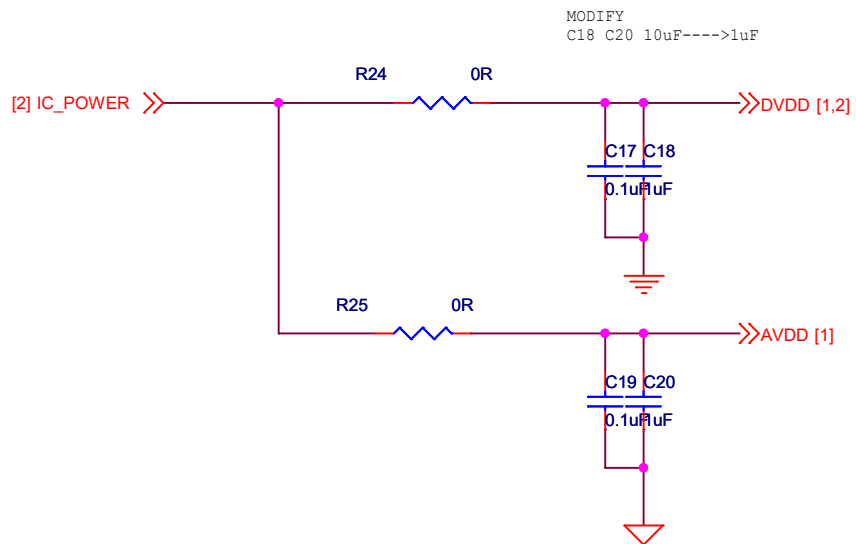 MODIFY
C18 C20 10uF---->1uF
R24 0R
[2] IC_POWER
DVDD [1,2]
C17 C18
0.1uF 1uF
R25 0R
AVDD [1]
C19 C20
0.1uF 1uF